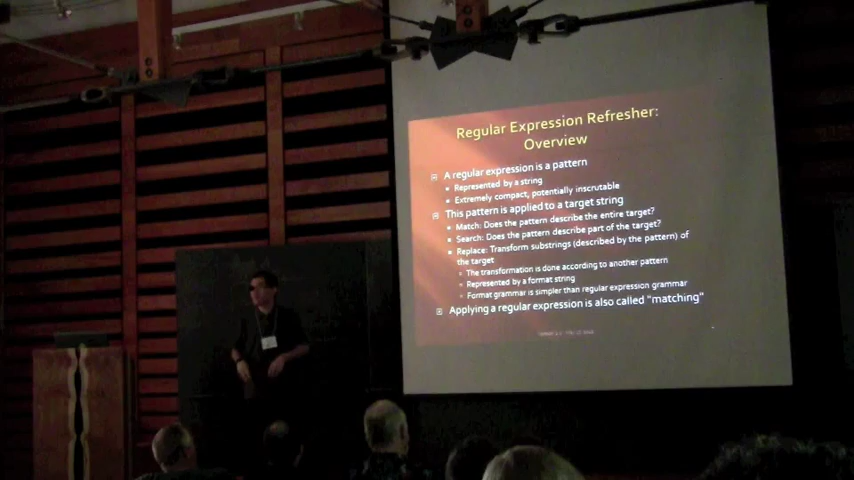 Regular Expression Refresher:
Overview
A regular expression is a pattern
Represented by a string
Extremely compact, potentially inscrutable
This pattern is applied to a target string
Match: Does the pattern describe the entire target?
Search: Does the pattern describe part of the target?
Replace: Transform substrings (described by the pattern) of
the target
The transformation is done according to another pattern
Represented by a format string
Format grammar is simpler than regular expression grammar
Applying a regular expression is also called "matching"